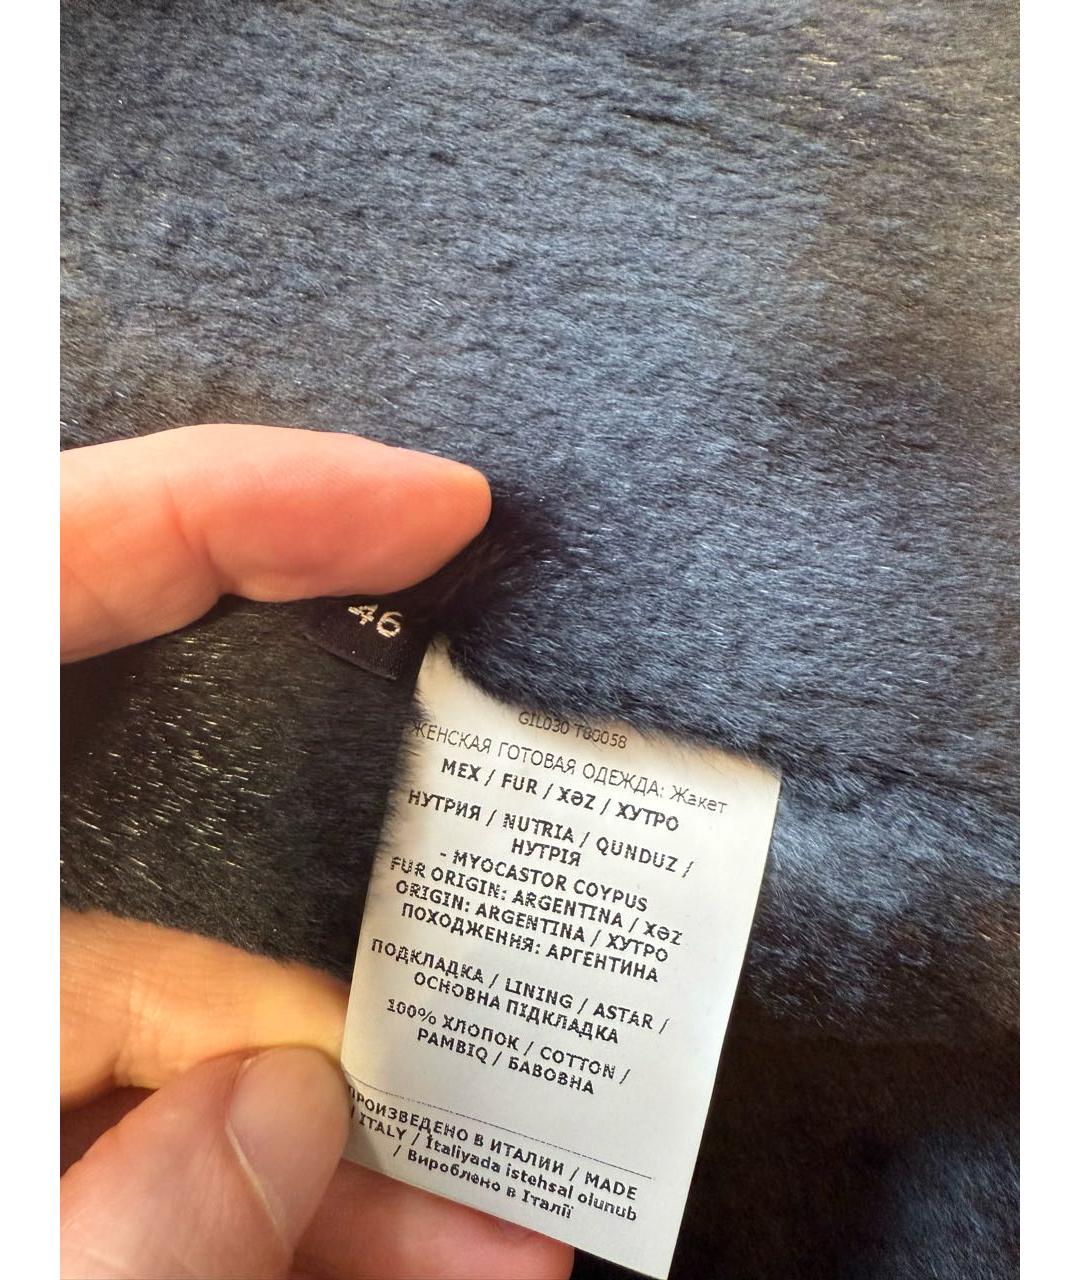 46
GIL030 T80058
ЖЕНСКАЯ ГОТОВАЯ ОДЕЖДА: Жакет
МЕХ / FUR / XƏZ / ХУТРО
НУТРИЯ / NUTRIA / QUNDUZ /
НУТРІЯ
- MYOCASTOR COYPUS
FUR ORIGIN: ARGENTINA / XƏZ
ORIGIN: ARGENTINA / ХУТРО
ПОХОДЖЕННЯ: АРГЕНТИНА
ПОДКЛАДКА / LINING / ASTAR /
ОСНОВНА ПІДКЛАДКА
100% ХЛОПОК / COTTON /
PAMBIQ / БАВОВНА
ПРОИЗВЕДЕНО В ИТАЛИИ / MADE
ITALY / İtaliyada istehsal olunub
/ Вироблено в Італії